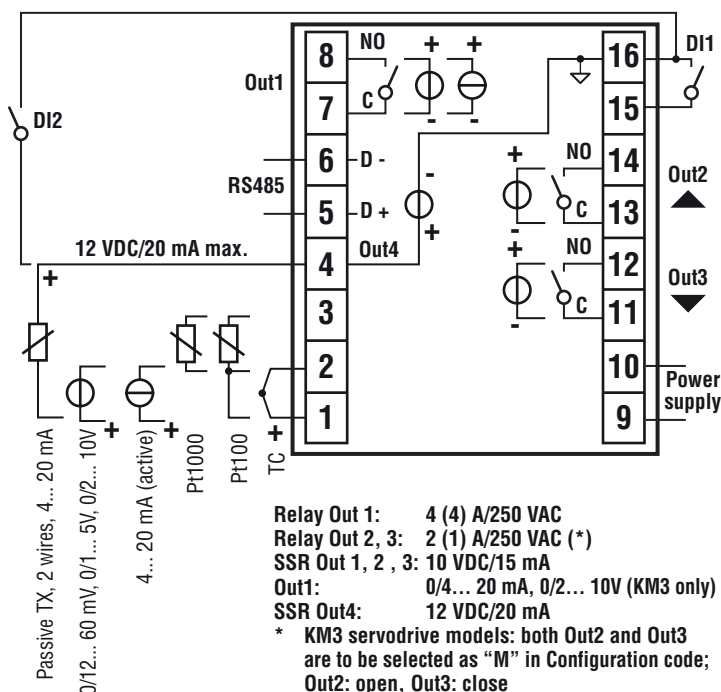 8 NO
+ +
16
DI1
Out1
7 C
- -
15
DI2
6 D -
-
+ NO
14
Out2
RS485
5 D +
+
C
-
13
12 VDC/20 mA max.
4 Out4
+ NO
12
Out3
+
3
C
-
11
2
10
Power
supply
1
9
+ + +
TC
Pt100
Pt1000
4... 20 mA (active)
0/12... 60 mV, 0/1... 5V, 0/2... 10V
Passive TX, 2 wires, 4... 20 mA
Relay Out 1: 4 (4) A/250 VAC
Relay Out 2, 3: 2 (1) A/250 VAC (*)
SSR Out 1, 2 , 3: 10 VDC/15 mA
Out1: 0/4... 20 mA, 0/2... 10V (KM3 only)
SSR Out4: 12 VDC/20 mA
* KM3 servodrive models: both Out2 and Out3
are to be selected as “M” in Configuration code;
Out2: open, Out3: close